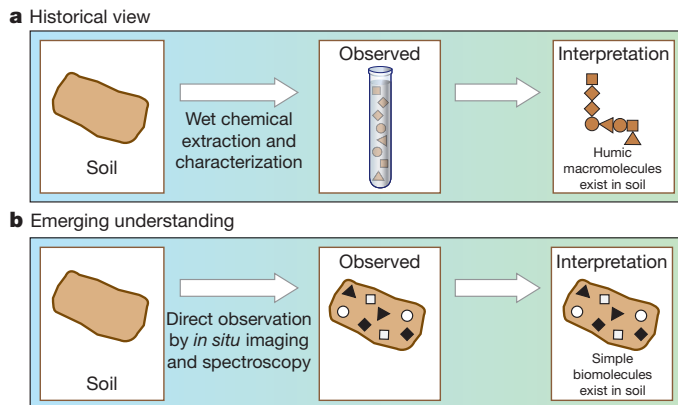 a Historical view
Soil
Wet chemical
extraction and
characterization
Observed
Interpretation
Humic
macromolecules
exist in soil
b Emerging understanding
Soil
Direct observation
by in situ imaging
and spectroscopy
Observed
Interpretation
Simple
biomolecules
exist in soil